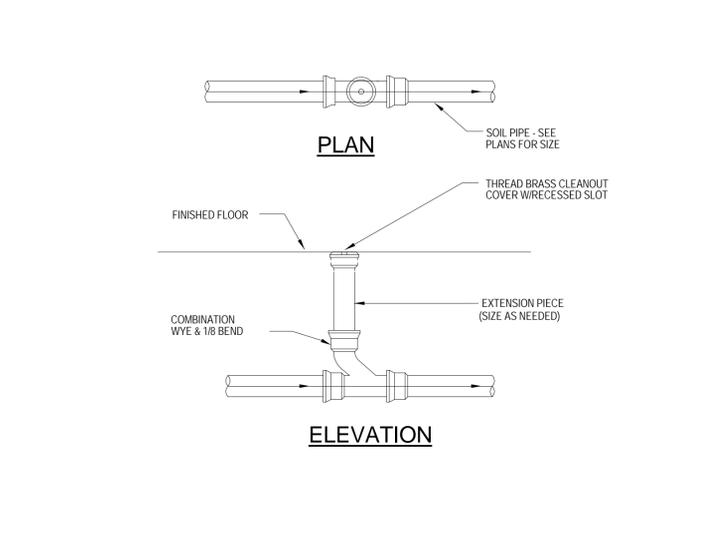 PLAN
SOIL PIPE - SEE
PLANS FOR SIZE
THREAD BRASS CLEANOUT
COVER W/RECESSED SLOT
FINISHED FLOOR
EXTENSION PIECE
(SIZE AS NEEDED)
COMBINATION
WYE & 1/8 BEND
ELEVATION